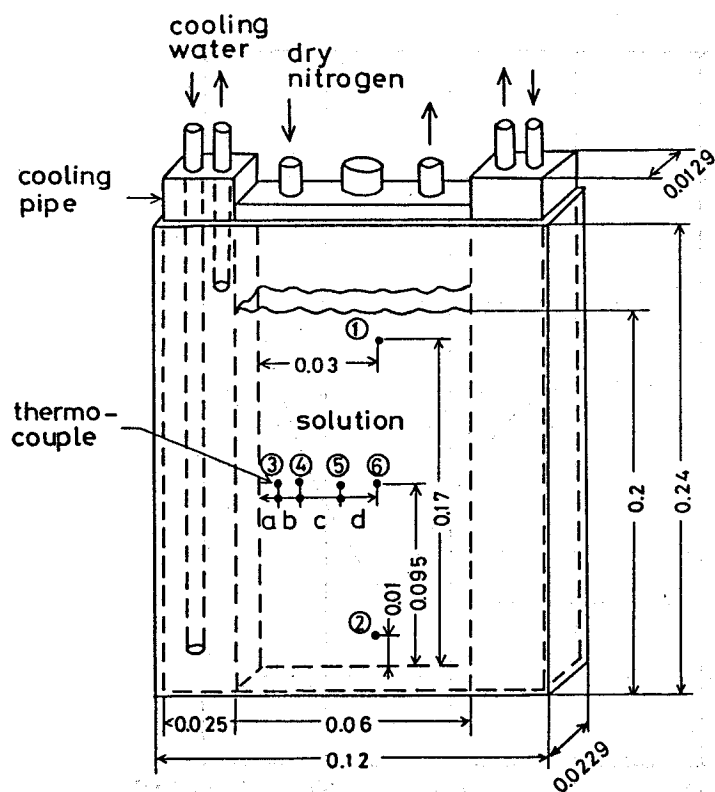 cooling
water
dry
nitrogen
cooling
pipe
0.0129
①
0.03
thermo-
couple
solution
③ ④ ⑤ ⑥
a b c d
0.17
0.2
0.24
0.095
0.01
②
0.025
0.06
0.12
0.0229